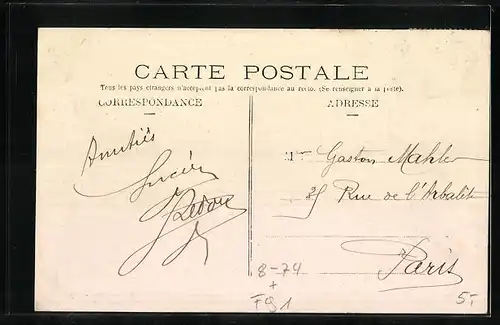 CARTE POSTALE
Tous les pays étrangers n'acceptent pas la correspondance au recto. (Se renseigner à la poste).
CORRESPONDANCE
ADRESSE
Amitiés
Lucien
M Gaston Mahler
Rue de l'Arbalète
Paris
8-74
+
FG1
5-